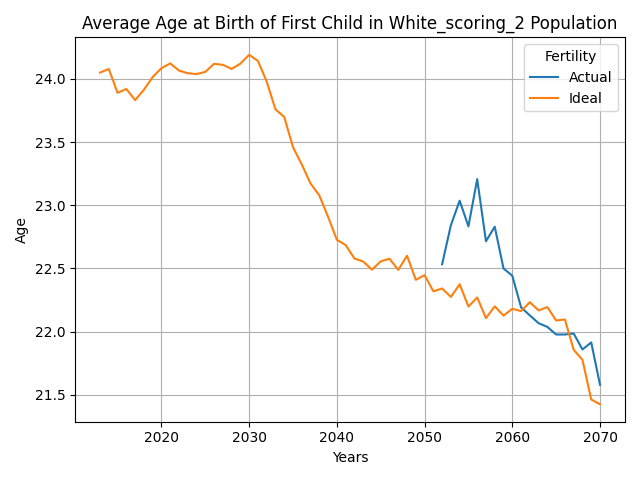 Average Age at Birth of First Child in White_scoring_2 Population
Fertility
Actual
Ideal
24.0
23.5
23.0
22.5
22.0
21.5
Age
2020 2030 2040 2050 2060 2070
Years